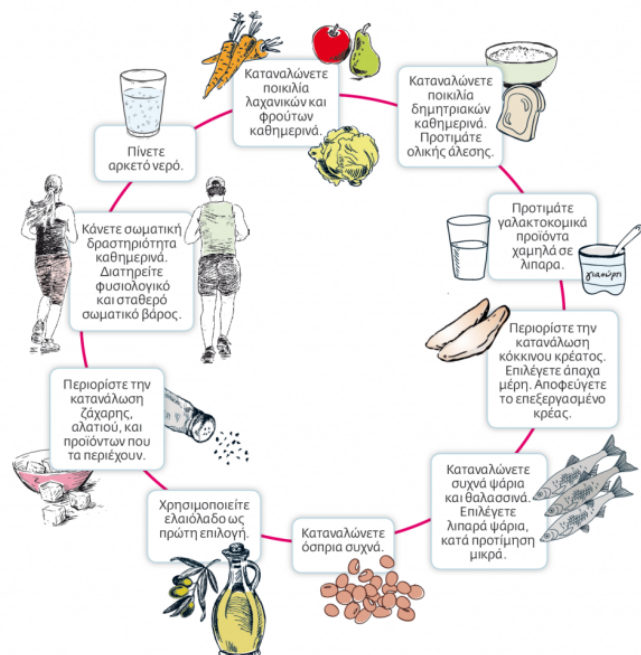 Καταναλώνετε
ποικιλία
λαχανικών και
φρούτων
καθημερινά.
Καταναλώνετε
ποικιλία
δημητριακών
καθημερινά.
Προτιμάτε
ολικής άλεσης.
Προτιμάτε
γαλακτοκομικά
προϊόντα
χαμηλά σε
λιπαρα.
γιαούρτι
Περιορίστε την
κατανάλωση
κόκκινου κρέατος.
Επιλέγετε άπαχα
μέρη. Αποφεύγετε
το επεξεργασμένο
κρέας.
Καταναλώνετε
συχνά ψάρια
και θαλασσινά.
Επιλέγετε
λιπαρά ψάρια,
κατά προτίμηση
μικρά.
Καταναλώνετε
όσπρια συχνά.
Χρησιμοποιείτε
ελαιόλαδο ως
πρώτη επιλογή.
Περιορίστε την
κατανάλωση
ζάχαρης,
αλατιού, και
προϊόντων που
τα περιέχουν.
Κάνετε σωματική
δραστηριότητα
καθημερινά.
Διατηρείτε
φυσιολογικό
και σταθερό
σωματικό βάρος.
Πίνετε
αρκετό νερό.